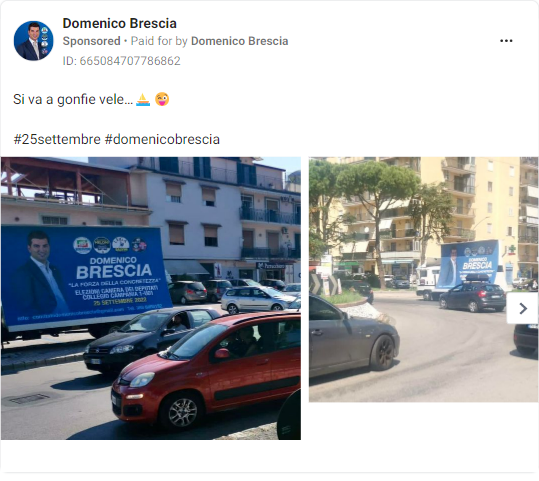 Domenico Brescia
Sponsored • Paid for by Domenico Brescia
ID: 665084707786862
Si va a gonfie vele...⛵ 😜
#25settembre #domenicobrescia
DOMENICO
BRESCIA
"LA FORZA DELLA CONCRETEZZA"
ELEZIONI CAMERA DEI DEPUTATI
COLLEGIO CAMPANIA
25 SETTEMBRE 2022
DOMENICO
BRESCIA